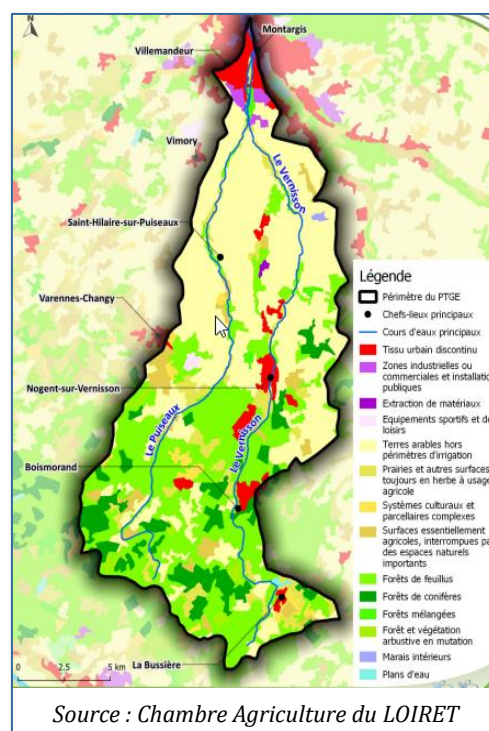 N
Villemandeur
Montargis
Vimory
Le Vernisson
Saint-Hilaire-sur-Puiseaux
Varennes-Changy
Nogent-sur-Vernisson
Le Puiseaux
Le Vernisson
Boismorand
La Bussière
0 2.5 5 km
Légende
Périmètre du PTGE
Chefs-lieux principaux
Cours d'eaux principaux
Tissu urbain discontinu
Zones industrielles ou
commerciales et installatio
publiques
Extraction de matériaux
Equipements sportifs et de
loisirs
Terres arables hors
périmètres d'irrigation
Prairies et autres surfaces
toujours en herbe à usage
agricole
Systèmes culturaux et
parcellaires complexes
Surfaces essentiellement
agricoles, interrompues pa
des espaces naturels
importants
Forêts de feuillus
Forêts de conifères
Forêts mélangées
Forêt et végétation
arbustive en mutation
Marais intérieurs
Plans d'eau
Source : Chambre Agriculture du LOIRET